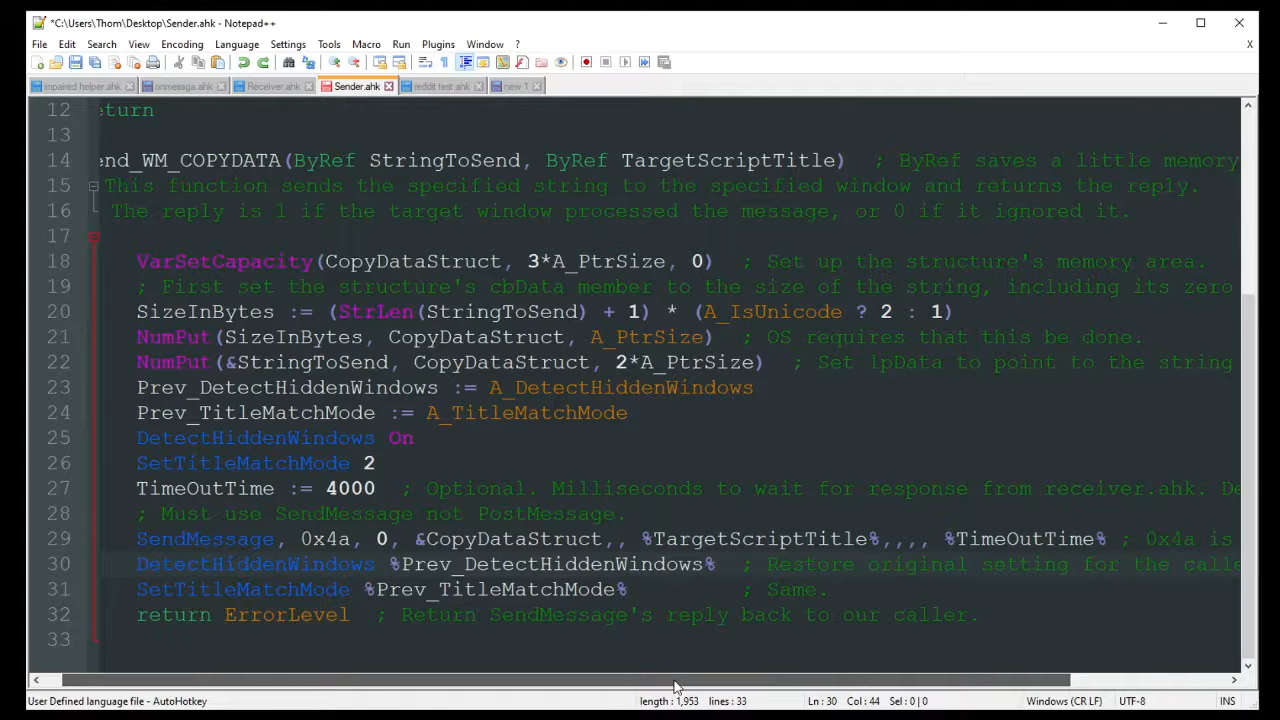 *C:\Users\Thom\Desktop\Sender.ahk - Notepad++
File Edit Search View Encoding Language Settings Tools Macro Run Plugins Window ? X
impaired helper.ahk onmesaga.ahk Receiver.ahk Sender.ahk reddit test.ahk new 1
12 eturn
13
14 end_WM_COPYDATA(ByRef StringToSend, ByRef TargetScriptTitle) ; ByRef saves a little memory
15 This function sends the specified string to the specified window and returns the reply.
16 The reply is 1 if the target window processed the message, or 0 if it ignored it.
17
18 VarSetCapacity(CopyDataStruct, 3*A_PtrSize, 0) ; Set up the structure's memory area.
19 ; First set the structure's cbData member to the size of the string, including its zero
20 SizeInBytes := (StrLen(StringToSend) + 1) * (A_IsUnicode ? 2 : 1)
21 NumPut(SizeInBytes, CopyDataStruct, A_PtrSize) ; OS requires that this be done.
22 NumPut(&StringToSend, CopyDataStruct, 2*A_PtrSize) ; Set lpData to point to the string
23 Prev_DetectHiddenWindows := A_DetectHiddenWindows
24 Prev_TitleMatchMode := A_TitleMatchMode
25 DetectHiddenWindows On
26 SetTitleMatchMode 2
27 TimeOutTime := 4000 ; Optional. Milliseconds to wait for response from receiver.ahk. De
28 ; Must use SendMessage not PostMessage.
29 SendMessage, 0x4a, 0, &CopyDataStruct,, %TargetScriptTitle%,,,, %TimeOutTime% ; 0x4a is
30 DetectHiddenWindows %Prev_DetectHiddenWindows% ; Restore original setting for the calle
31 SetTitleMatchMode %Prev_TitleMatchMode% ; Same.
32 return ErrorLevel ; Return SendMessage's reply back to our caller.
33
User Defined language file - AutoHotkey length : 1,953 lines : 33 Ln : 30 Col : 44 Sel : 0 | 0 Windows (CR LF) UTF-8 INS